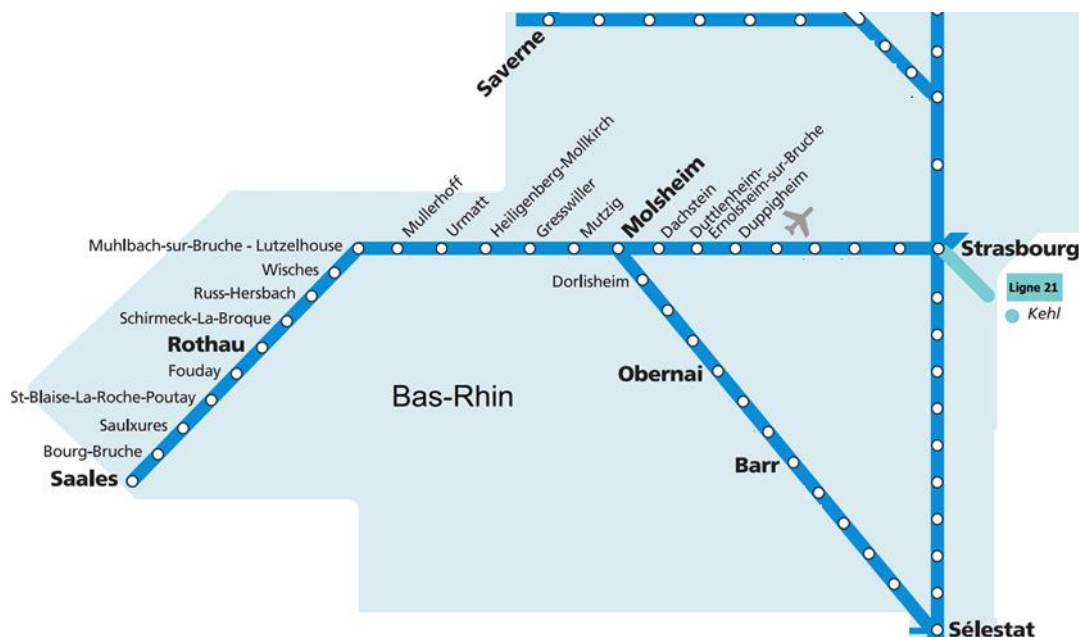 Saverne
Mullerhoff
Urmatt
Heiligenberg-Mollkirch
Gresswiller
Mutzig
Molsheim
Dachstein
Duttlenheim-
Ernolsheim-sur-Bruche
Duppigheim
Muhlbach-sur-Bruche - Lutzelhouse
Strasbourg
Wisches
Dorlisheim
Ligne 21
Russ-Hersbach
Kehl
Schirmeck-La-Broque
Rothau
Fouday
Obernai
St-Blaise-La-Roche-Poutay
Bas-Rhin
Saulxures
Bourg-Bruche
Barr
Saales
Sélestat